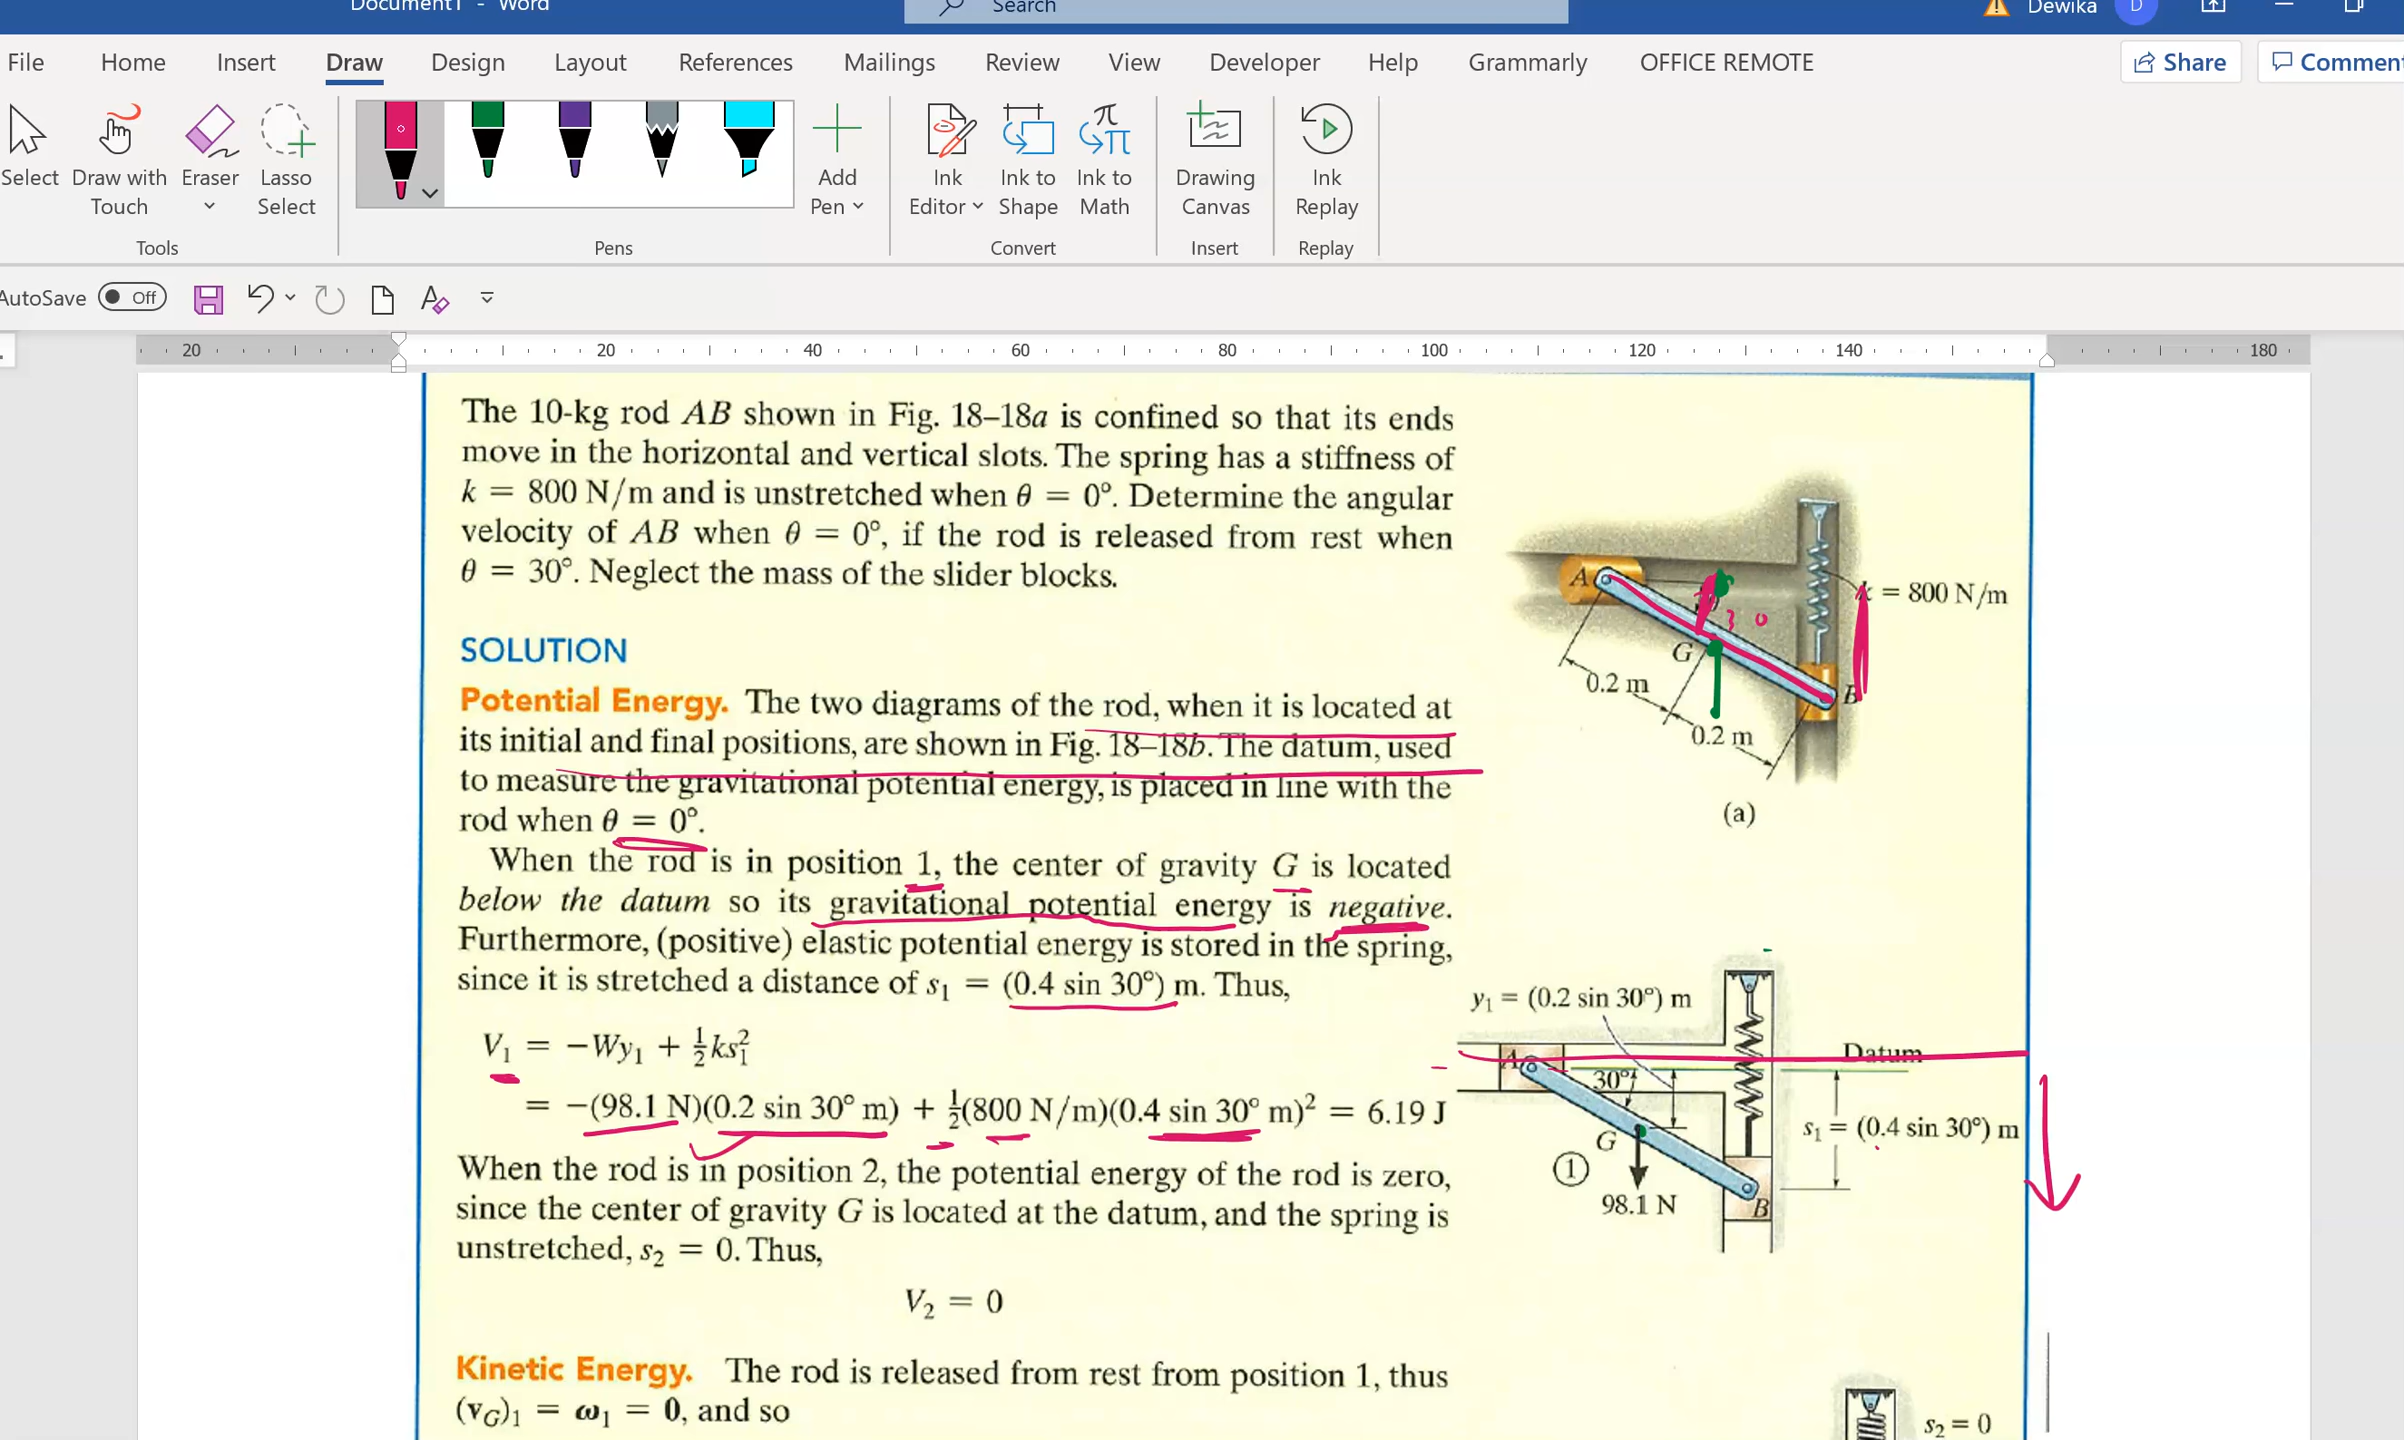 Document1 - Word
Search
Dewika
D
File Home Insert Draw Design Layout References Mailings Review View Developer Help Grammarly OFFICE REMOTE
Share
Comment
Select
Draw with Touch
Eraser
Lasso Select
Tools
Pens
Add Pen
Ink Editor
Ink to Shape
Ink to Math
Convert
Drawing Canvas
Insert
Ink Replay
Replay
AutoSave Off
20 20 40 60 80 100 120 140 180
The 10-kg rod AB shown in Fig. 18–18a is confined so that its ends
move in the horizontal and vertical slots. The spring has a stiffness of
k = 800 N/m and is unstretched when θ = 0°. Determine the angular
velocity of AB when θ = 0°, if the rod is released from rest when
θ = 30°. Neglect the mass of the slider blocks.
SOLUTION
Potential Energy. The two diagrams of the rod, when it is located at
its initial and final positions, are shown in Fig. 18–18b. The datum, used
to measure the gravitational potential energy, is placed in line with the
rod when θ = 0°.
When the rod is in position 1, the center of gravity G is located
below the datum so its gravitational potential energy is negative.
Furthermore, (positive) elastic potential energy is stored in the spring,
since it is stretched a distance of s₁ = (0.4 sin 30°) m. Thus,
V₁ = −Wy₁ + ½ks₁²
= −(98.1 N)(0.2 sin 30° m) + ½(800 N/m)(0.4 sin 30° m)² = 6.19 J
When the rod is in position 2, the potential energy of the rod is zero,
since the center of gravity G is located at the datum, and the spring is
unstretched, s₂ = 0. Thus,
V₂ = 0
Kinetic Energy. The rod is released from rest from position 1, thus
(v_G)₁ = ω₁ = 0, and so
A
k = 800 N/m
30
G
B
0.2 m
0.2 m
(a)
y₁ = (0.2 sin 30°) m
Datum
A
30°
s₁ = (0.4 sin 30°) m
G
①
98.1 N
B
s₂ = 0